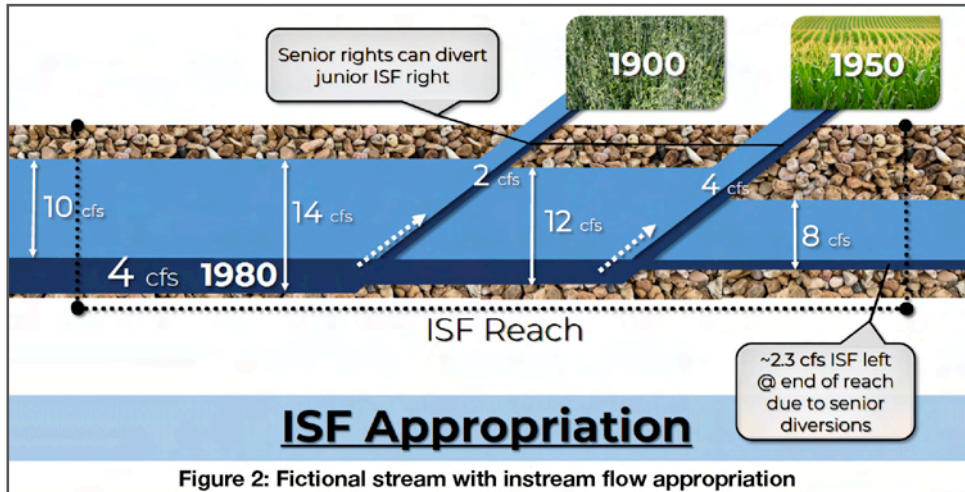 Senior rights can divert
junior ISF right
1900
1950
10 cfs
14 cfs
2 cfs
12 cfs
4 cfs
8 cfs
4 cfs 1980
ISF Reach
~2.3 cfs ISF left
@ end of reach
due to senior
diversions
ISF Appropriation
Figure 2: Fictional stream with instream flow appropriation